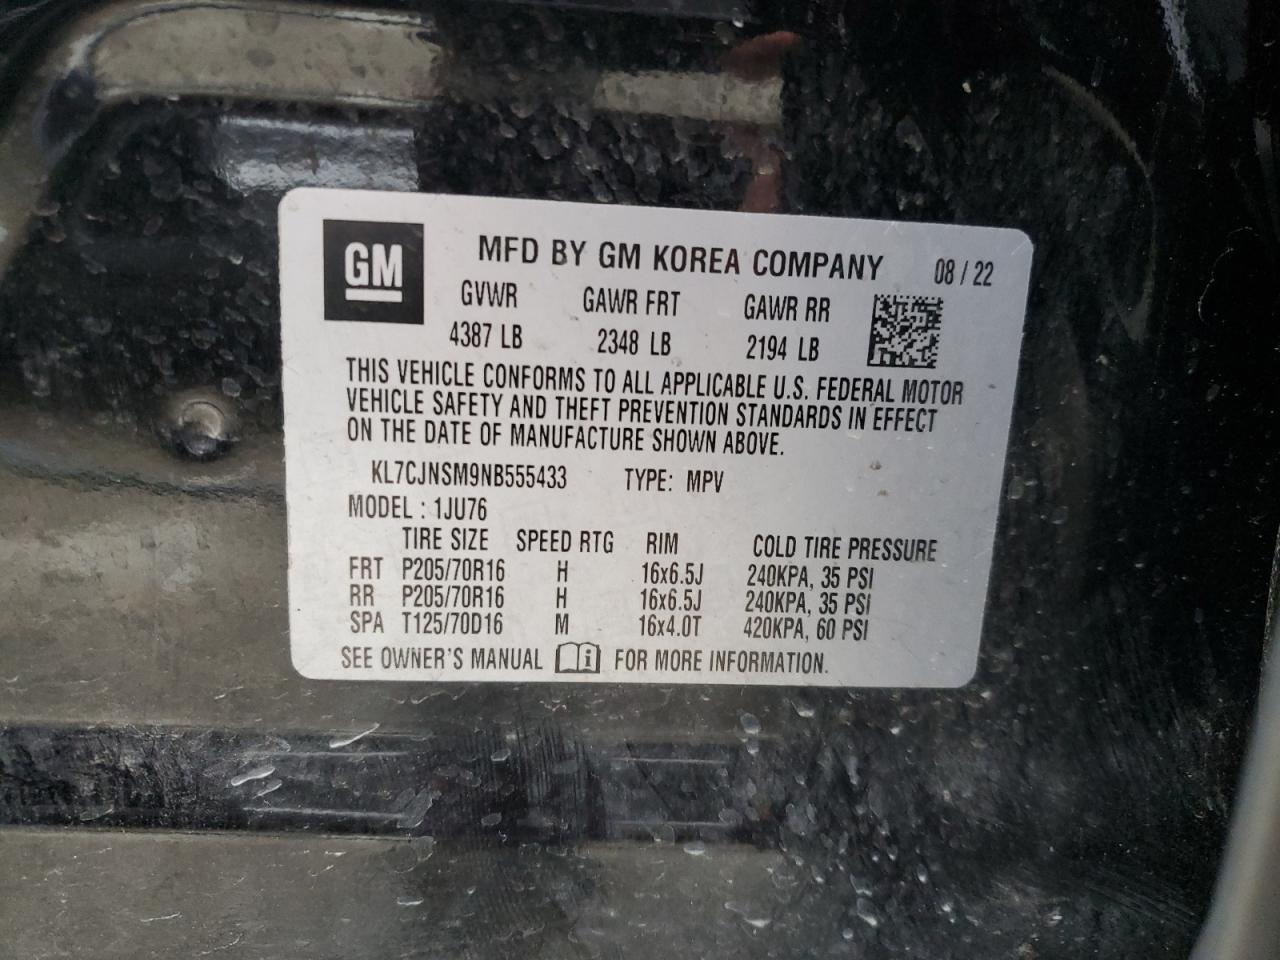 GM MFD BY GM KOREA COMPANY 08 / 22
GVWR GAWR FRT GAWR RR
4387 LB 2348 LB 2194 LB
THIS VEHICLE CONFORMS TO ALL APPLICABLE U.S. FEDERAL MOTOR
VEHICLE SAFETY AND THEFT PREVENTION STANDARDS IN EFFECT
ON THE DATE OF MANUFACTURE SHOWN ABOVE.
KL7CJNSM9NB555433 TYPE: MPV
MODEL : 1JU76
TIRE SIZE SPEED RTG RIM COLD TIRE PRESSURE
FRT P205/70R16 H 16x6.5J 240KPA, 35 PSI
RR P205/70R16 H 16x6.5J 240KPA, 35 PSI
SPA T125/70D16 M 16x4.0T 420KPA, 60 PSI
SEE OWNER'S MANUAL i FOR MORE INFORMATION.